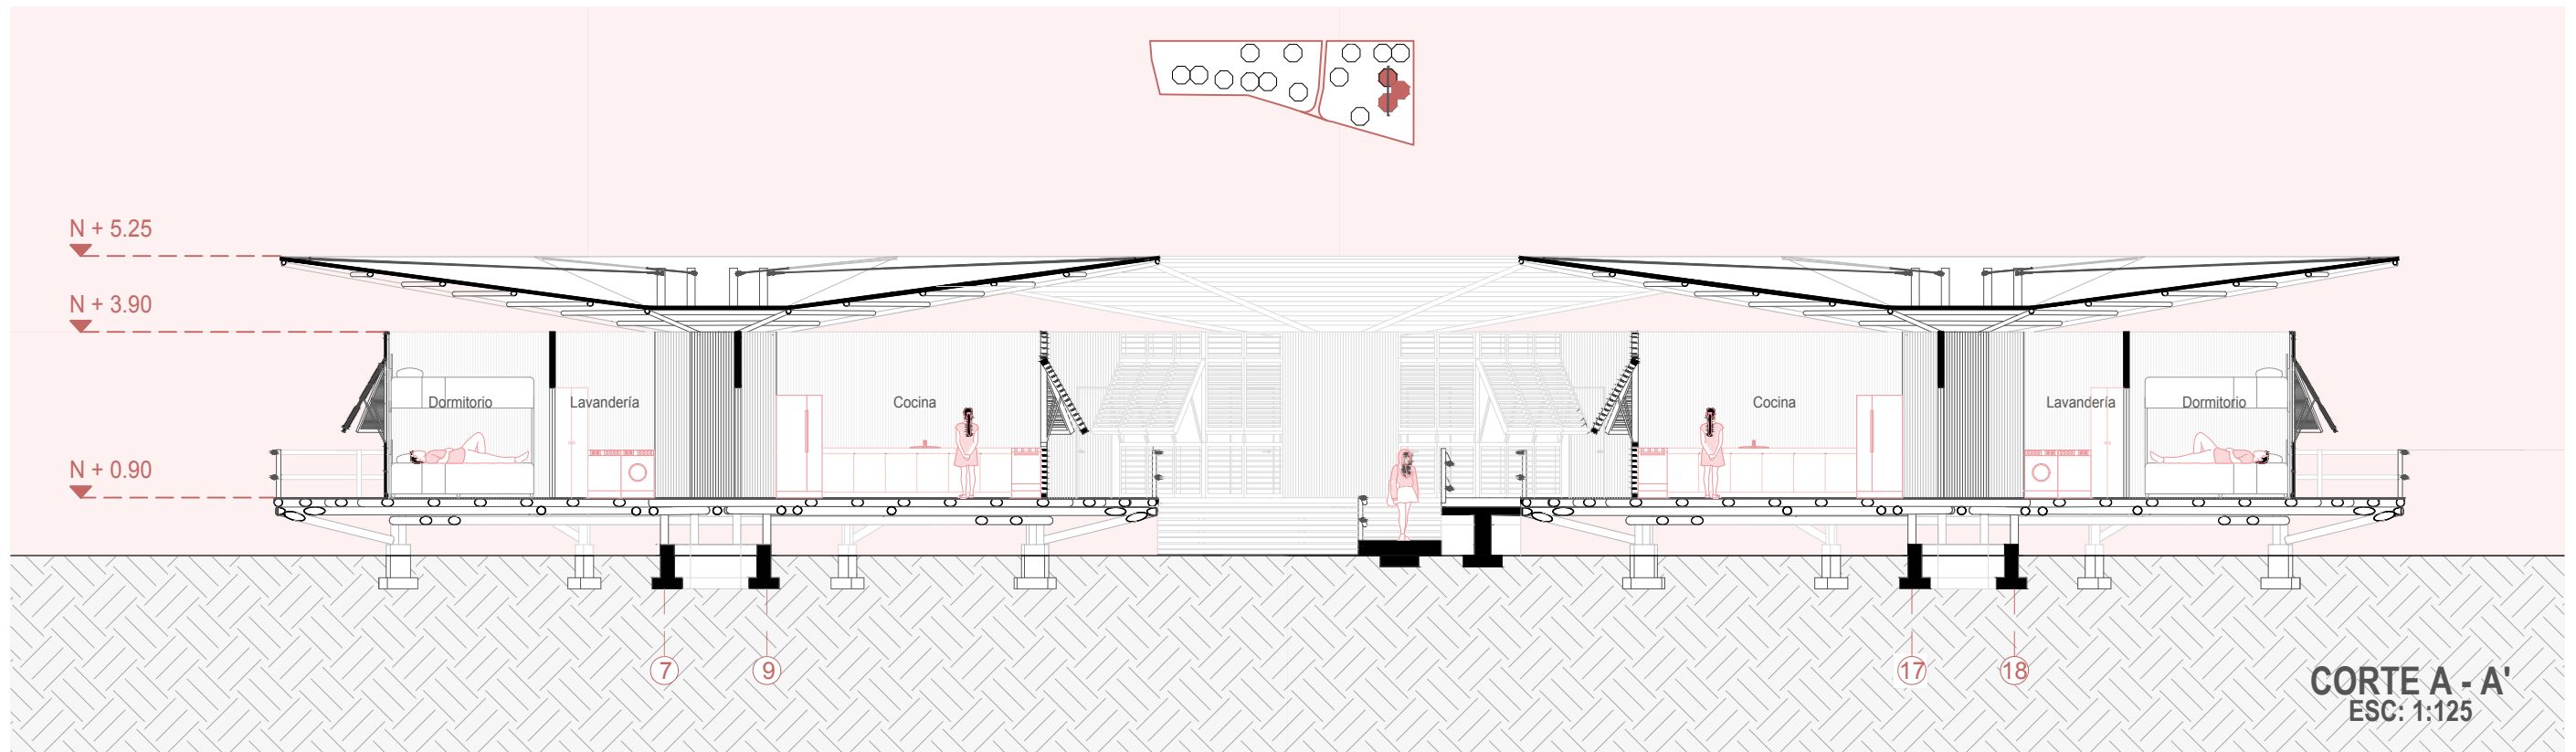 N + 5.25
N + 3.90
N + 0.90
Dormitorio
Lavandería
Cocina
Cocina
Lavandería
Dormitorio
7
9
17
18
CORTE A - A'
ESC: 1:125